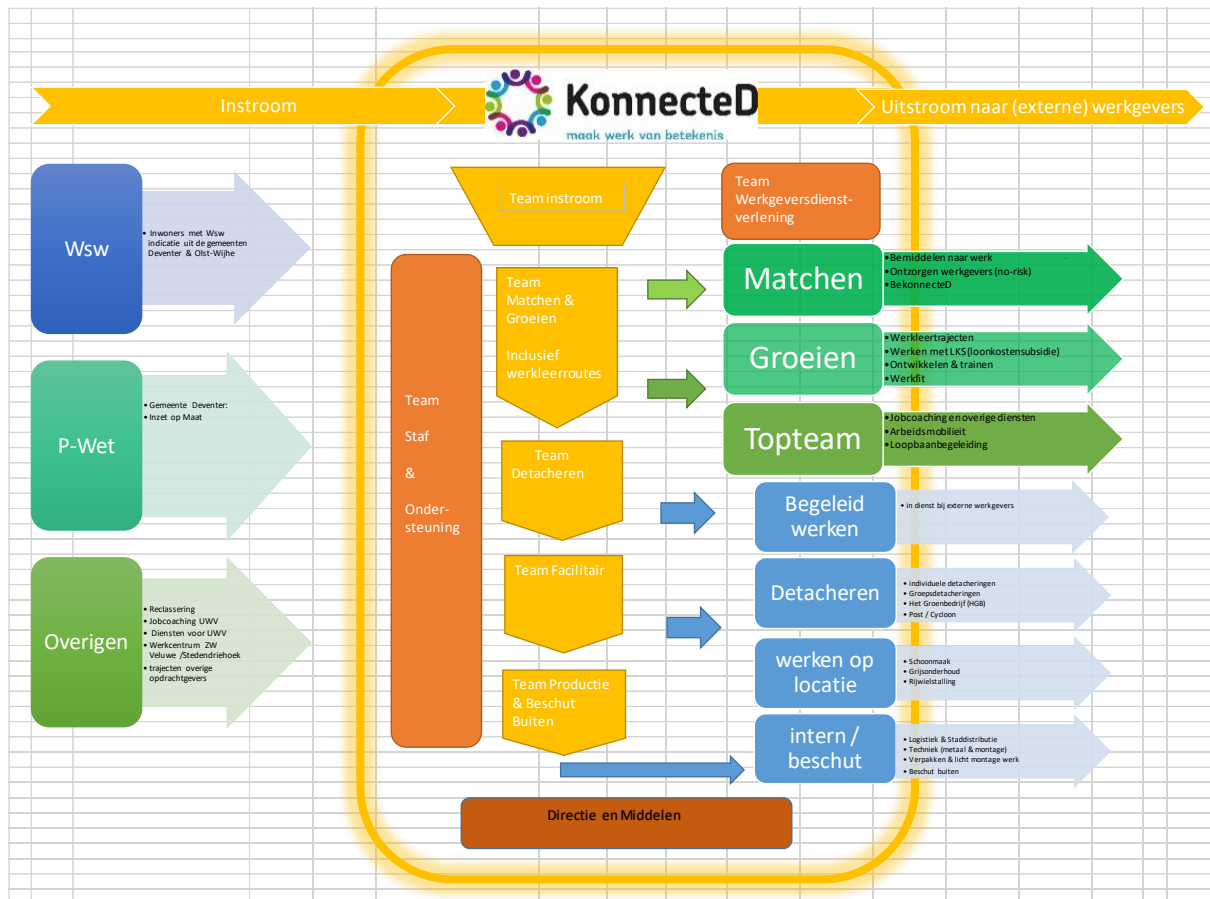 Instroom
KonnecteD
maak werk van betekenis
Uitstroom naar (externe) werkgevers
Wsw
• Inwoners met Wsw
indicatie uit de gemeenten
Deventer & Olst-Wijhe
P-Wet
• Gemeente Deventer:
• Inzet op Maat
Overigen
• Reclassering
• Jobcoaching UWV
• Diensten voor UWV
• Werkcentrum ZW
Veluwe /Stedendriehoek
• trajecten overige
opdrachtgevers
Team instroom
Team
Staf
&
Onder-
steuning
Team
Matchen &
Groeien
Inclusief
werkleerroutes
Team
Detacheren
Team Facilitair
Team Productie
& Beschut
Buiten
Directie en Middelen
Team
Werkgeversdienst-
verlening
Matchen
•Bemiddelen naar werk
•Ontzorgen werkgevers (no-risk)
•BekonnecteD
Groeien
•Werkleertrajecten
•Werken met LKS (loonkostensubsidie)
•Ontwikkelen & trainen
•Werkfit
Topteam
•Jobcoaching en overige diensten
•Arbeidsmobilieit
•Loopbaanbegeleiding
Begeleid
werken
• in dienst bij externe werkgevers
Detacheren
• individuele detacheringen
• Groepsdetacheringen
• Het Groenbedrijf (HGB)
• Post / Cycloon
werken op
locatie
• Schoonmaak
• Grijsonderhoud
• Rijwielstalling
intern /
beschut
• Logistiek & Staddistributie
• Techniek (metaal & montage)
• Verpakken & licht montage werk
• Beschut buiten